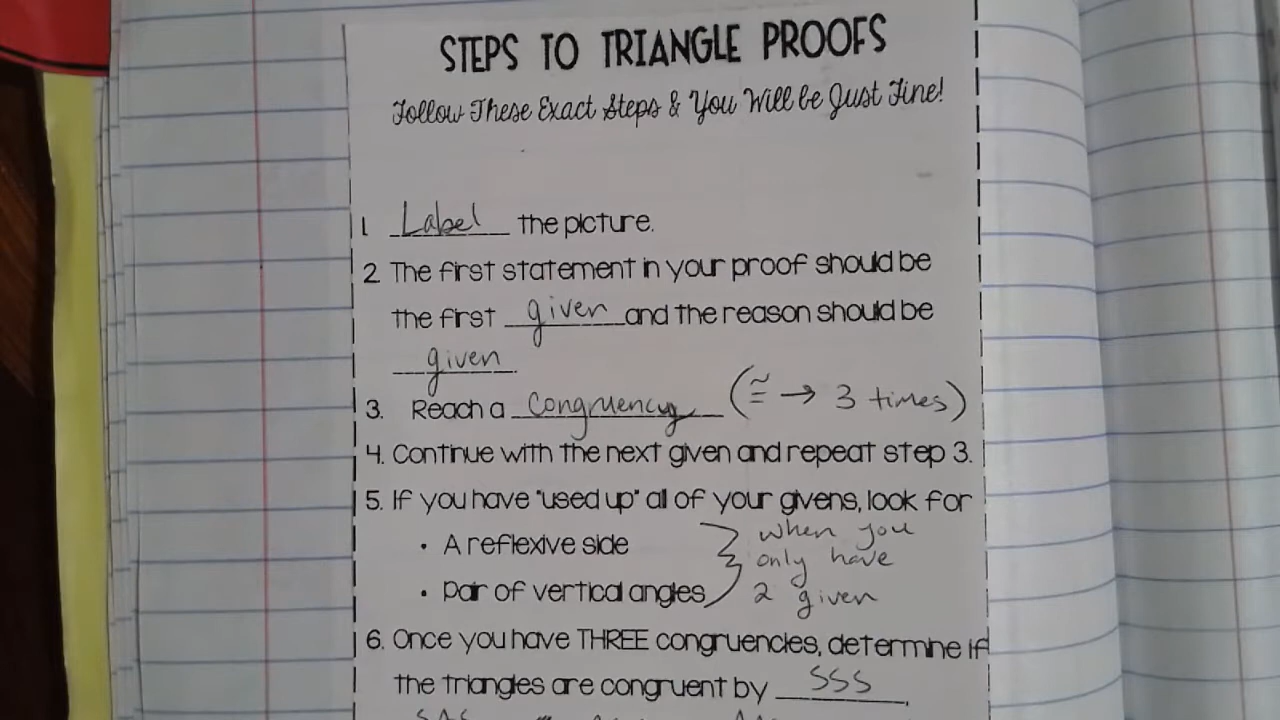 STEPS TO TRIANGLE PROOFS
Follow These Exact Steps & You Will be Just Fine!
1 Label the picture.
2 The first statement in your proof should be
the first given and the reason should be
given.
3. Reach a congruency (≅ → 3 times)
4. Continue with the next given and repeat step 3.
5. If you have "used up" all of your givens, look for
• A reflexive side
• Pair of vertical angles
when you
only have
2 given
6. Once you have THREE congruencies, determine if
the triangles are congruent by SSS,